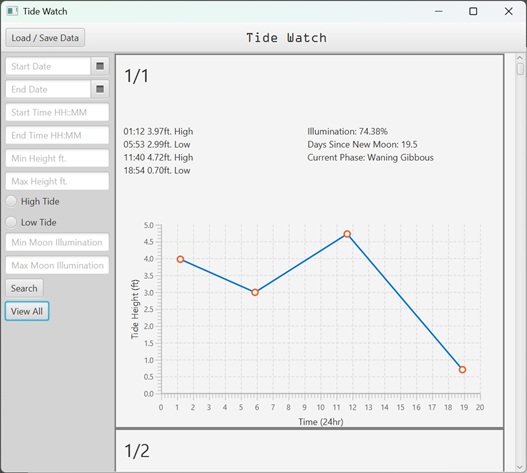 Tide Watch
Load / Save Data
Tide Watch
Start Date
End Date
Start Time HH::MM
End Time HH:MM
Min Height ft.
Max Height ft.
High Tide
Low Tide
Min Moon Illumination
Max Moon Illumination
Search
View All
1/1
01:12 3.97ft. High
05:53 2.99ft. Low
11:40 4.72ft. High
18:54 0.70ft. Low
Illumination: 74.38%
Days Since New Moon: 19.5
Current Phase: Waning Gibbous
Tide Height (ft)
5.0
4.5
4.0
3.5
3.0
2.5
2.0
1.5
1.0
0.5
0.0
0 1 2 3 4 5 6 7 8 9 10 11 12 13 14 15 16 17 18 19 20
Time (24hr)
1/2